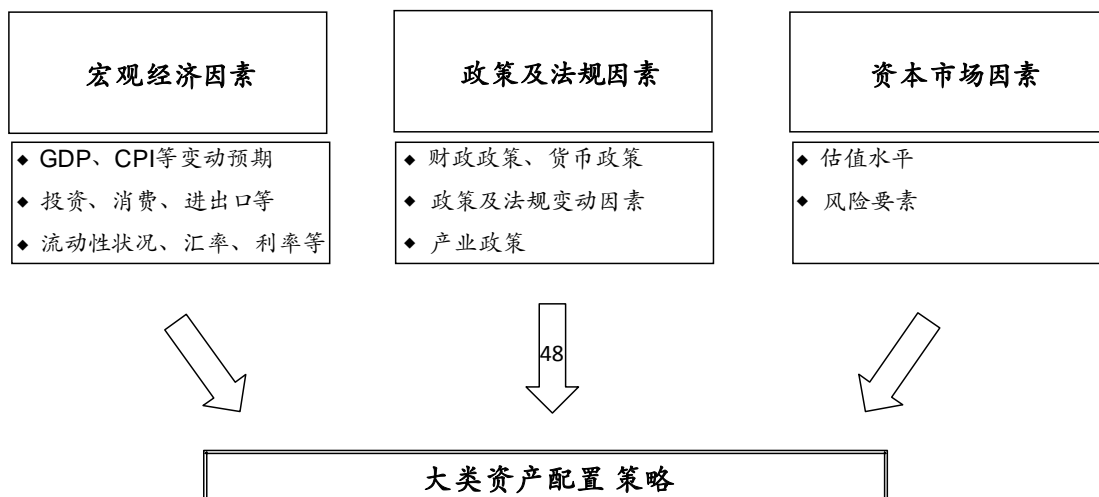 宏观经济因素
◆ GDP、CPI等变动预期
◆ 投资、消费、进出口等
◆ 流动性状况、汇率、利率等
政策及法规因素
◆ 财政政策、货币政策
◆ 政策及法规变动因素
◆ 产业政策
资本市场因素
◆ 估值水平
◆ 风险要素
48
大类资产配置 策略